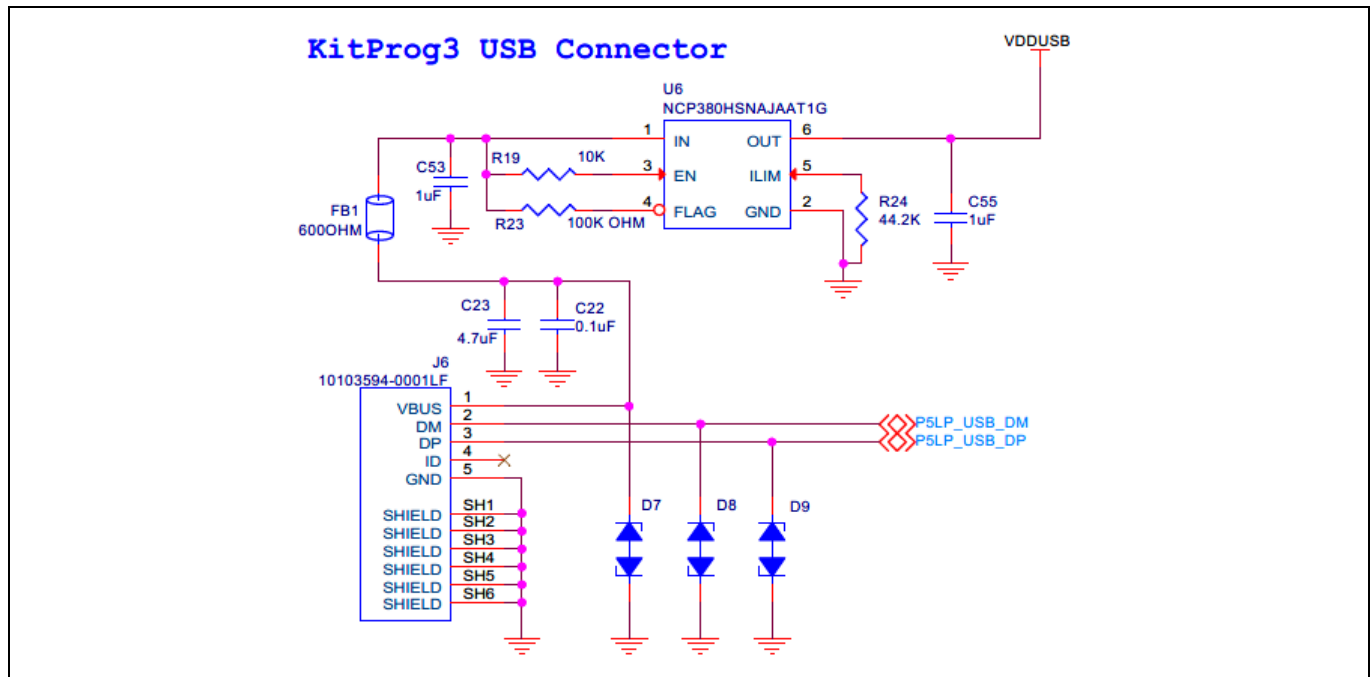 KitProg3 USB Connector
VDDUSB
U6
NCP380HSNAJAAT1G
1 IN OUT 6
R19 10K 3 EN ILIM 5
4 FLAG GND 2
R23 100K OHM
C53
1uF
FB1
600OHM
R24
44.2K
C55
1uF
C23
4.7uF
C22
0.1uF
J6
10103594-0001LF
VBUS 1
DM 2
DP 3
ID 4
GND 5
P5LP_USB_DM
P5LP_USB_DP
SHIELD SH1
SHIELD SH2
SHIELD SH3
SHIELD SH4
SHIELD SH5
SHIELD SH6
D7 D8 D9